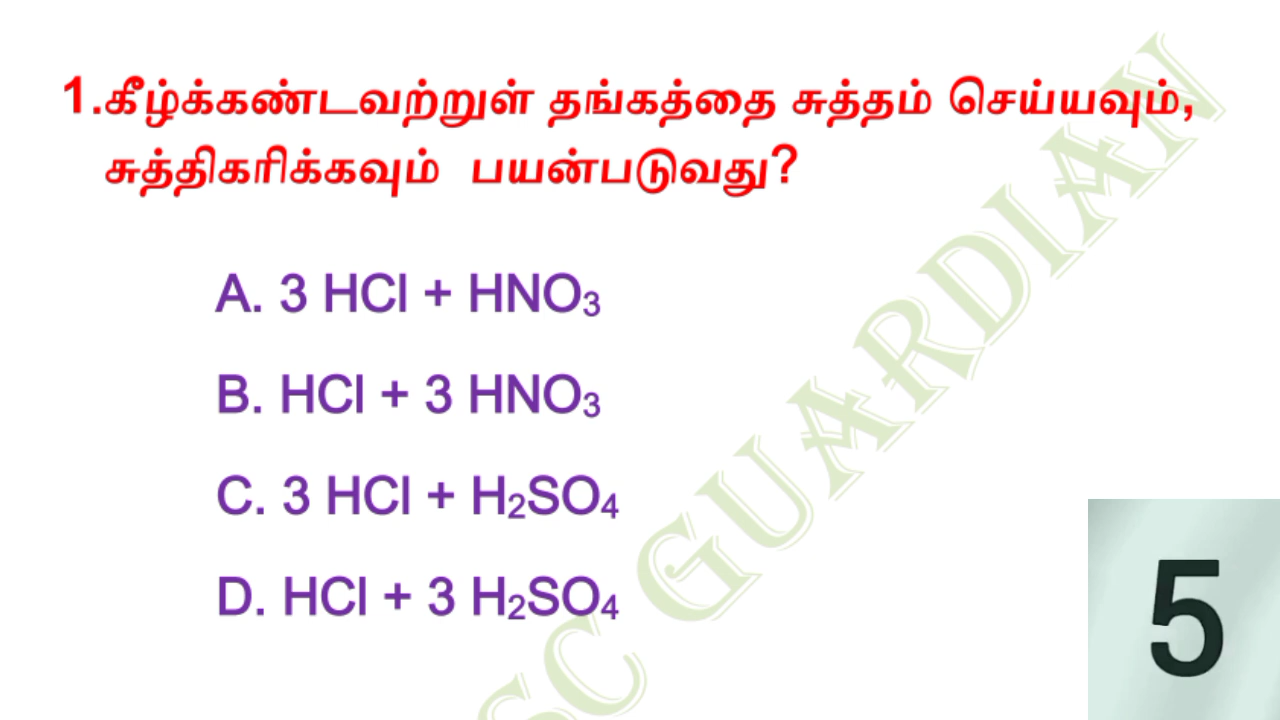 1.கீழ்க்கண்டவற்றுள் தங்கத்தை சுத்தம் செய்யவும்,
சுத்திகரிக்கவும் பயன்படுவது?
A. 3 HCl + HNO₃
B. HCl + 3 HNO₃
C. 3 HCl + H₂SO₄
D. HCl + 3 H₂SO₄
5
SC GUARDIAN